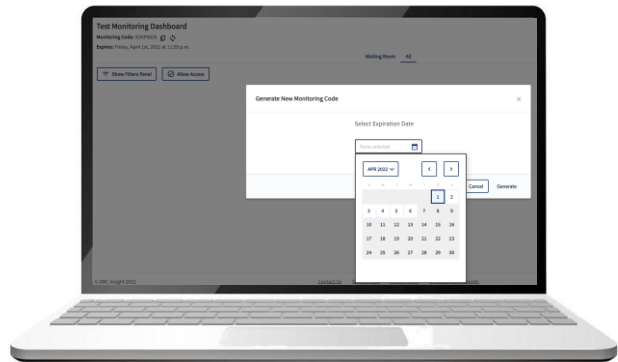 Test Monitoring Dashboard
Monitoring Code:
Expires: Friday, April 1st, 2022 at 11:59 p.m.
Waiting Room All
Show Filters Panel Allow Access
Generate New Monitoring Code ×
Select Expiration Date
None selected
APR 2022 < >
S M T W T F S
1 2
3 4 5 6 7 8 9
10 11 12 13 14 15 16
17 18 19 20 21 22 23
24 25 26 27 28 29 30
Cancel Generate
Contact Us